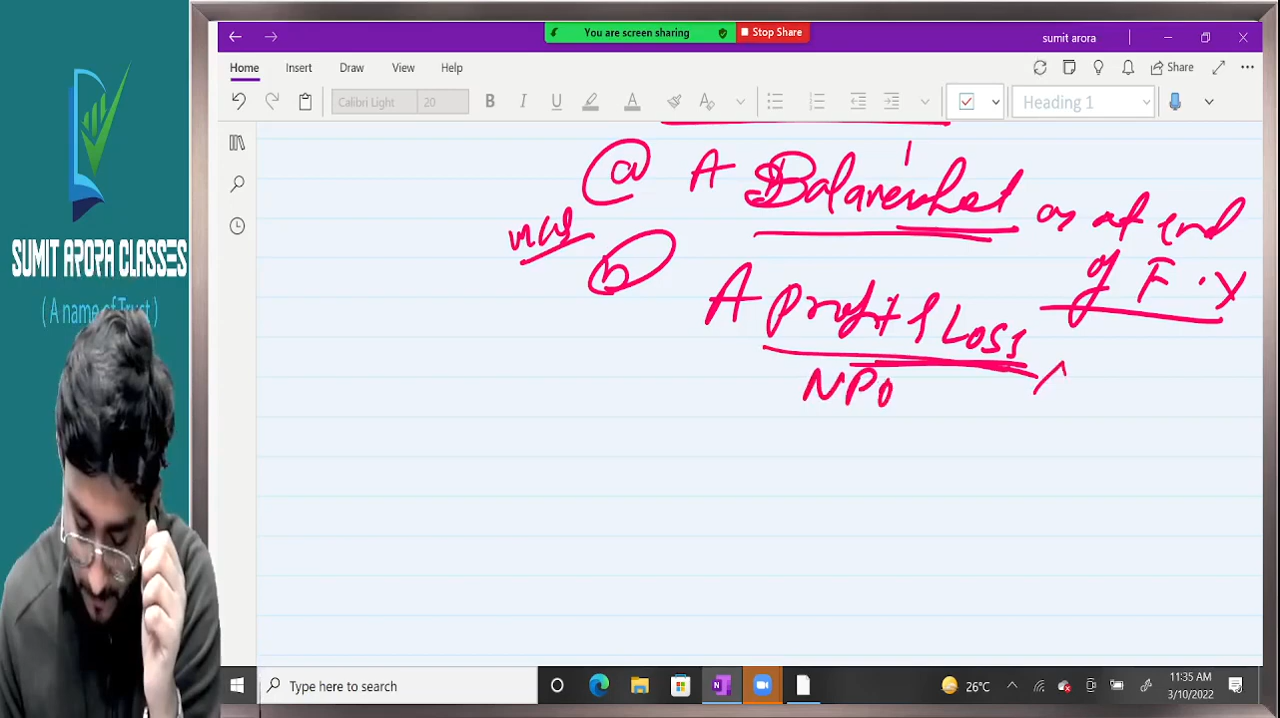 You are screen sharing
Stop Share
sumit arora
Home Insert Draw View Help
Share
Calibri Light 20
B I U A
Heading 1
@ A Balancesheet as at end
of F.Y
b A profit & Loss
NPO
SUMIT ARORA CLASSES
( A name of Trust )
Type here to search
26°C
11:35 AM
3/10/2022